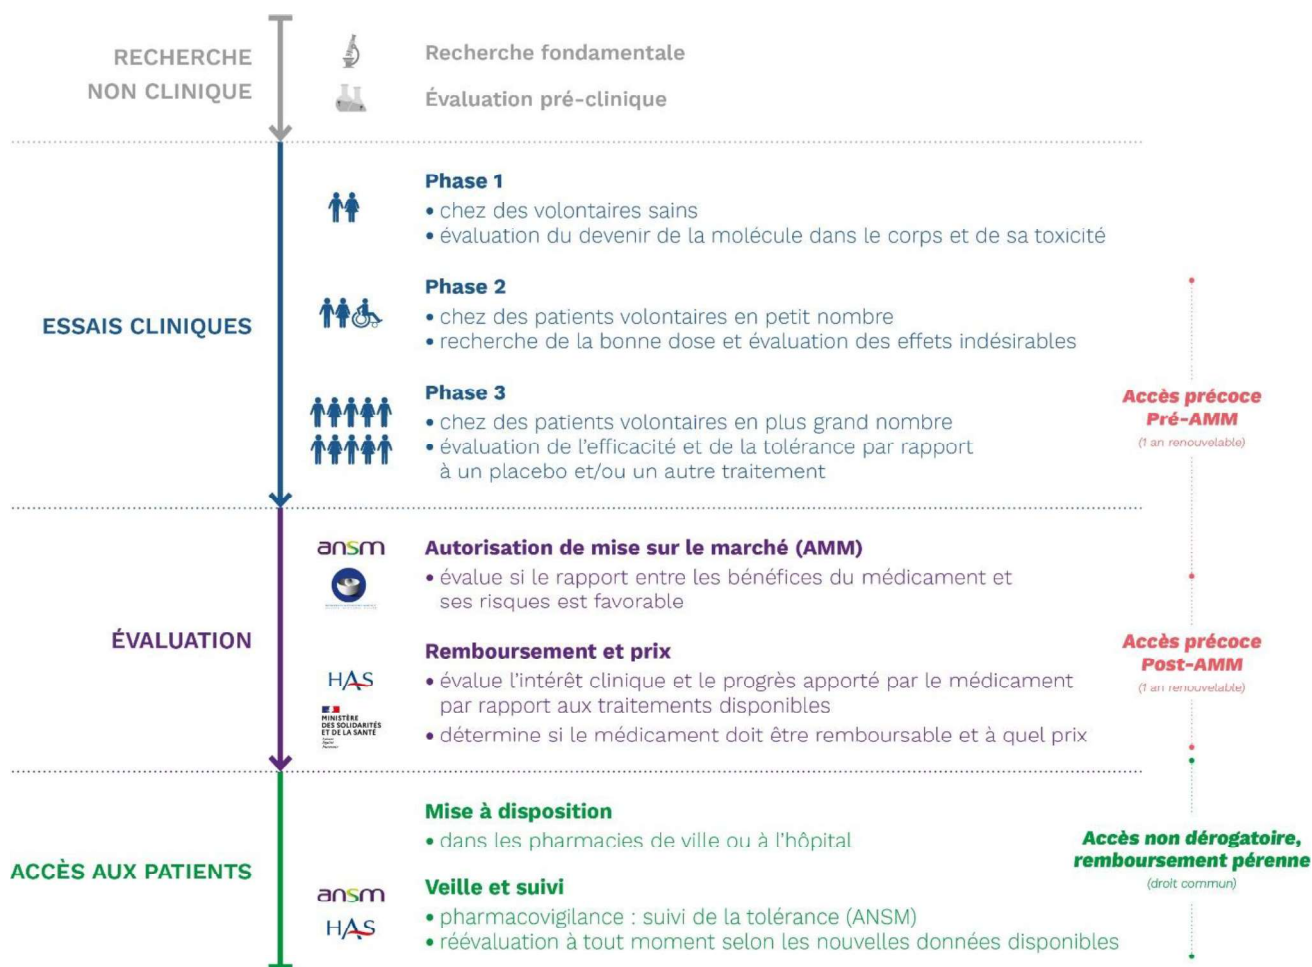 RECHERCHE
NON CLINIQUE
Recherche fondamentale
Évaluation pré-clinique
ESSAIS CLINIQUES
Phase 1
• chez des volontaires sains
• évaluation du devenir de la molécule dans le corps et de sa toxicité
Phase 2
• chez des patients volontaires en petit nombre
• recherche de la bonne dose et évaluation des effets indésirables
Phase 3
• chez des patients volontaires en plus grand nombre
• évaluation de l'efficacité et de la tolérance par rapport
à un placebo et/ou un autre traitement
Accès précoce
Pré-AMM
(1 an renouvelable)
ÉVALUATION
ansm
Autorisation de mise sur le marché (AMM)
• évalue si le rapport entre les bénéfices du médicament et
ses risques est favorable
Remboursement et prix
HAS
• évalue l'intérêt clinique et le progrès apporté par le médicament
par rapport aux traitements disponibles
MINISTÈRE
DES SOLIDARITÉS
ET DE LA SANTÉ
• détermine si le médicament doit être remboursable et à quel prix
Accès précoce
Post-AMM
(1 an renouvelable)
ACCÈS AUX PATIENTS
Mise à disposition
• dans les pharmacies de ville ou à l'hôpital
ansm
HAS
Veille et suivi
• pharmacovigilance : suivi de la tolérance (ANSM)
• réévaluation à tout moment selon les nouvelles données disponibles
Accès non dérogatoire,
remboursement pérenne
(droit commun)